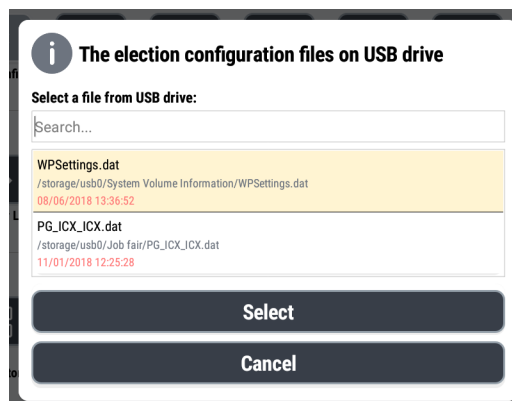 The election configuration files on USB drive
Select a file from USB drive:
Search...
WPSettings.dat
/storage/usb0/System Volume Information/WPSettings.dat
08/06/2018 13:36:52
PG_ICX_ICX.dat
/storage/usb0/Job fair/PG_ICX_ICX.dat
11/01/2018 12:25:28
Select
Cancel